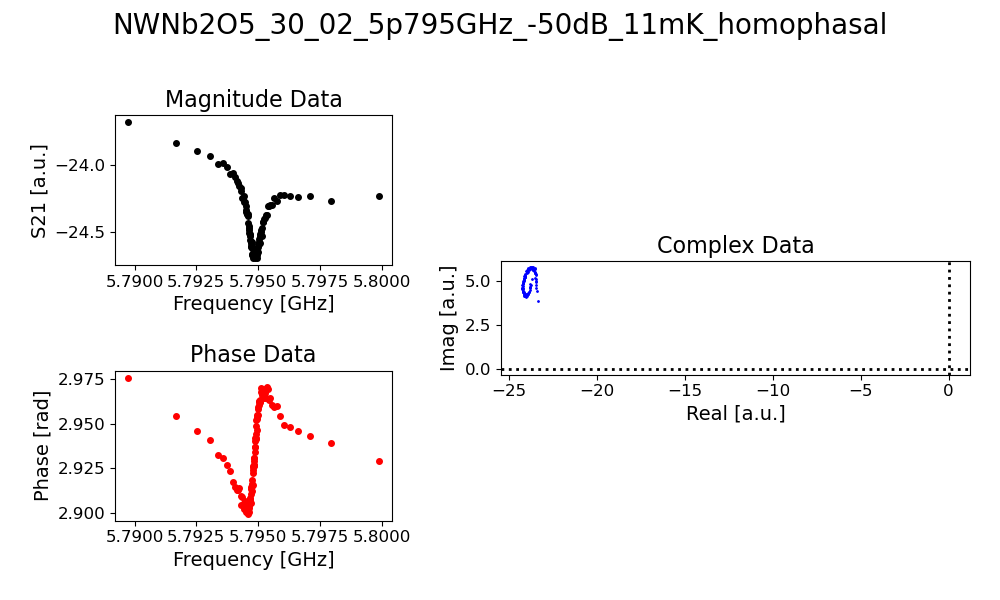 NWNb2O5_30_02_5p795GHz_-50dB_11mK_homophasal
Magnitude Data
S21 [a.u.]
−24.0
−24.5
5.7900 5.7925 5.7950 5.7975 5.8000
Frequency [GHz]
Phase Data
Phase [rad]
2.975
2.950
2.925
2.900
5.7900 5.7925 5.7950 5.7975 5.8000
Frequency [GHz]
Complex Data
Imag [a.u.]
5.0
2.5
0.0
−25 −20 −15 −10 −5 0
Real [a.u.]